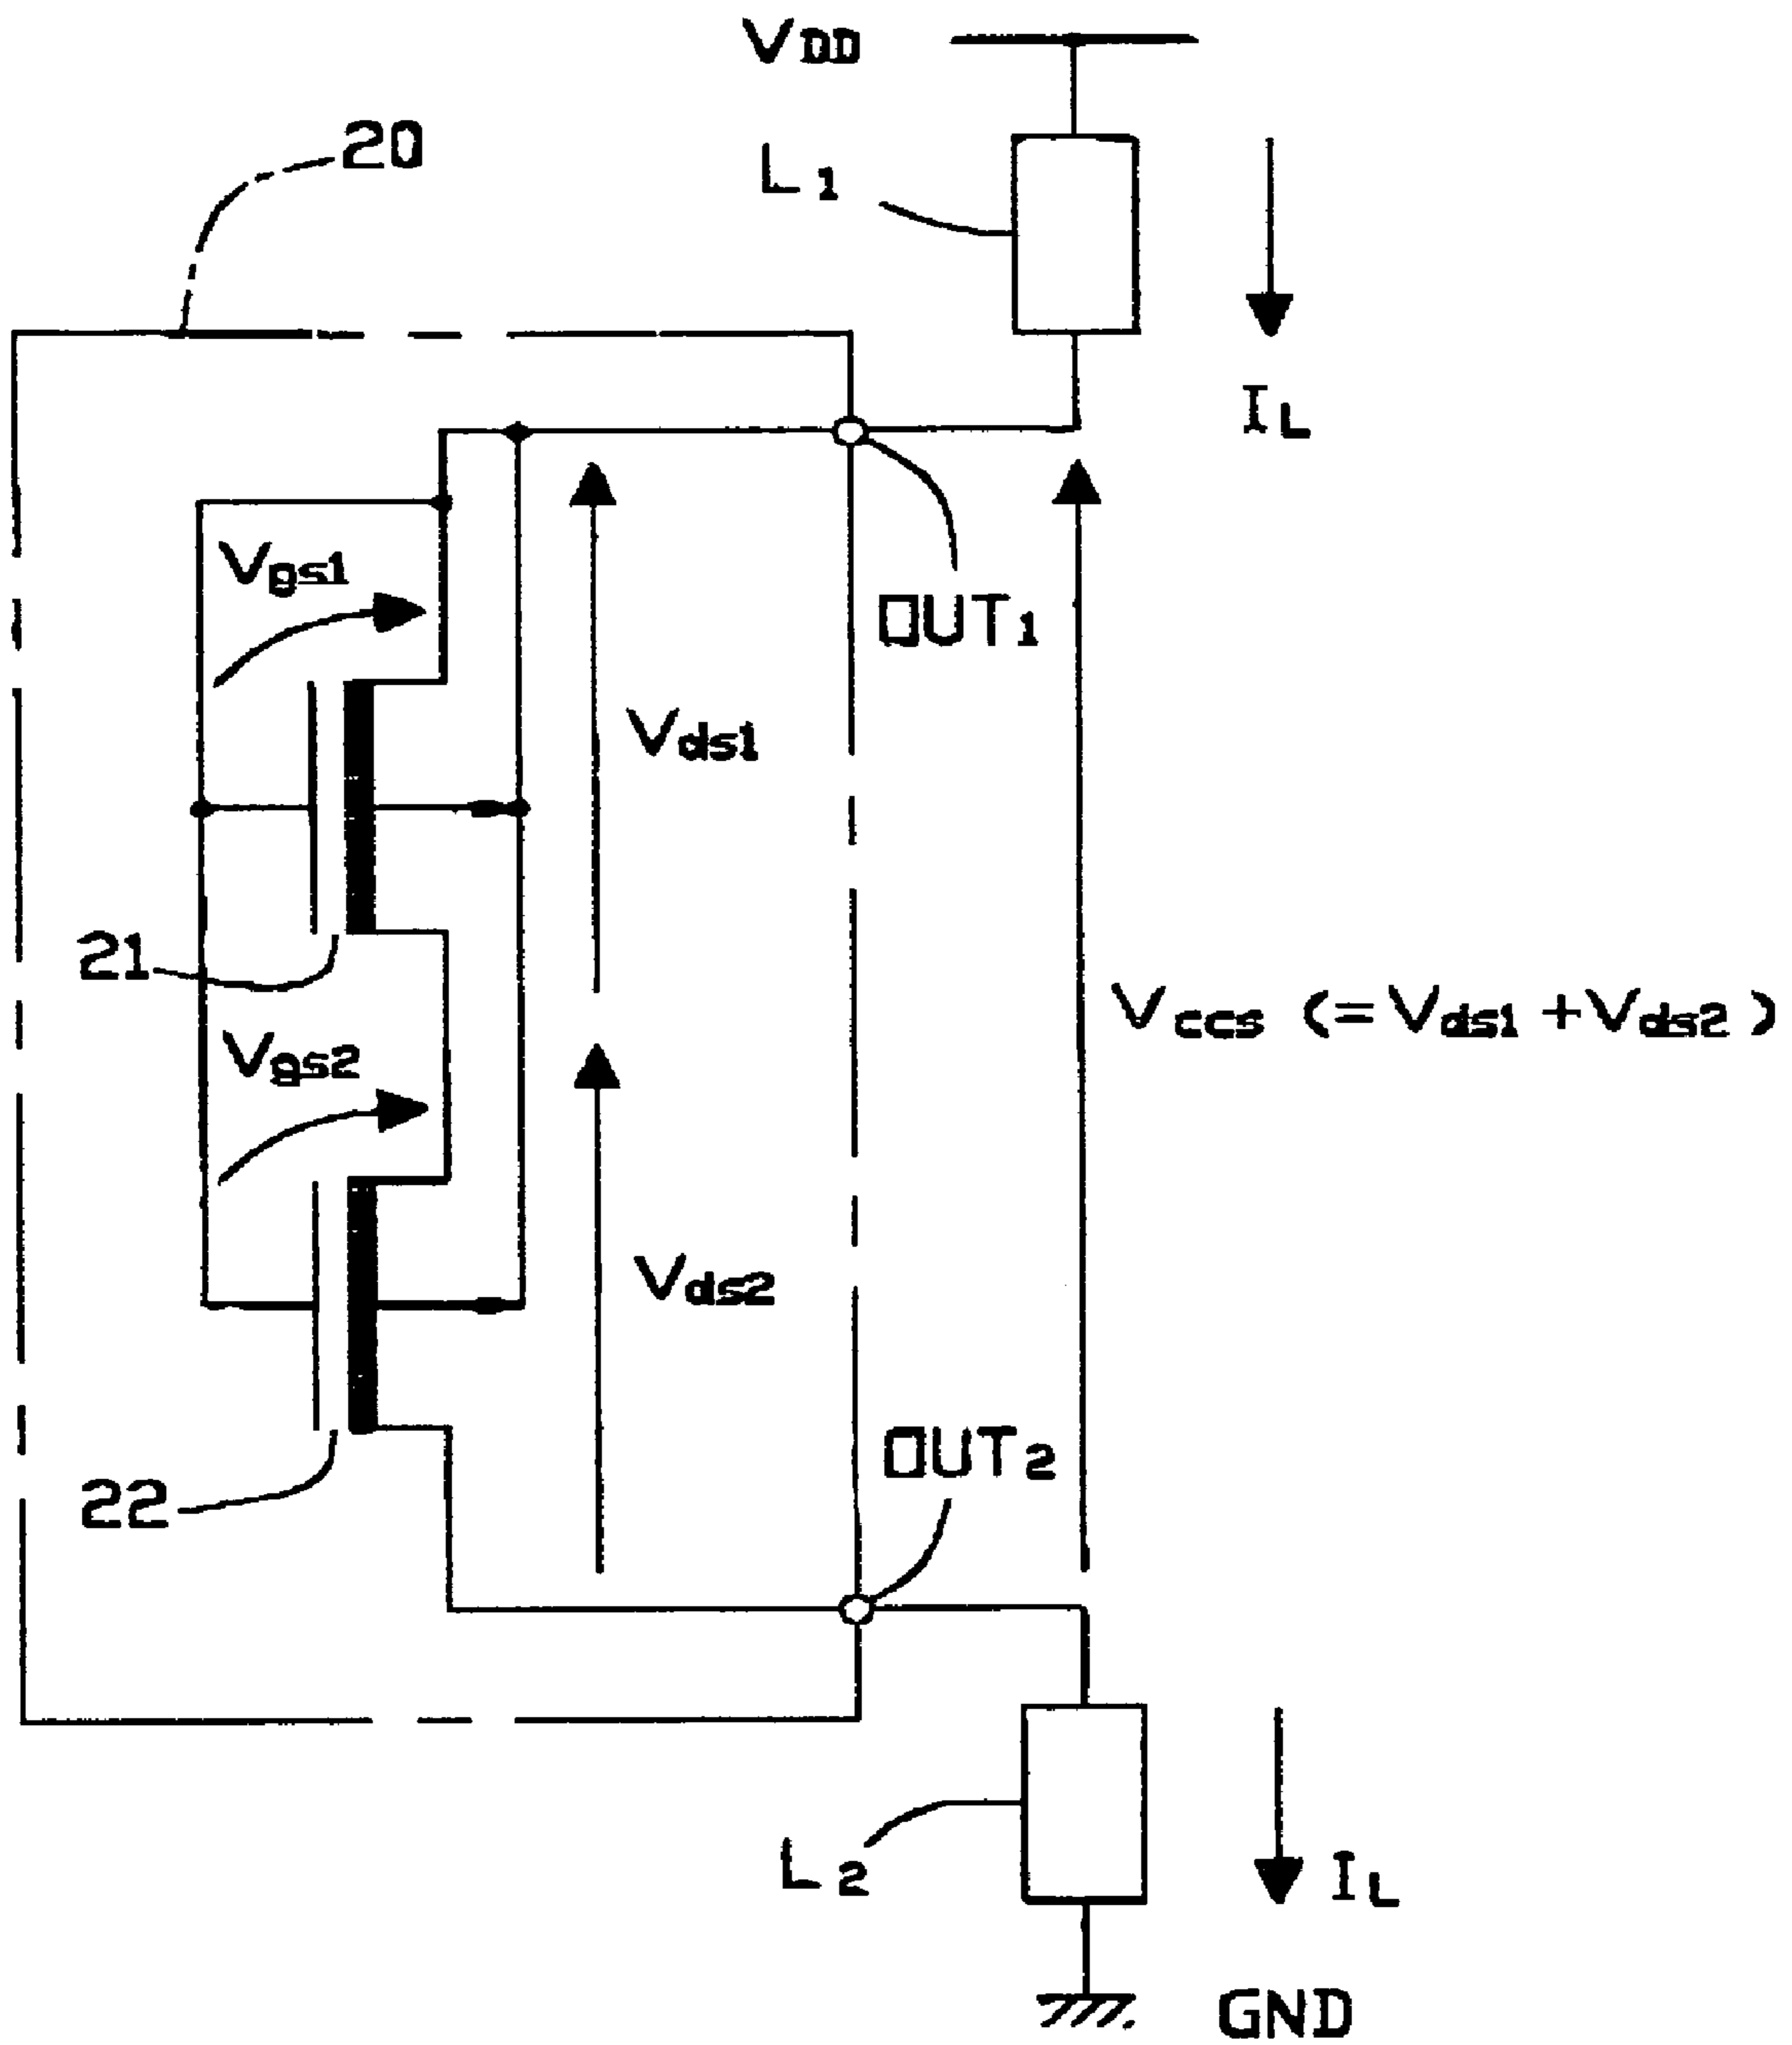 VDD
20
L1
IL
Vgs1
OUT1
Vds1
21
Vccs (=Vds1+Vds2)
Vgs2
Vds2
OUT2
22
L2
IL
GND